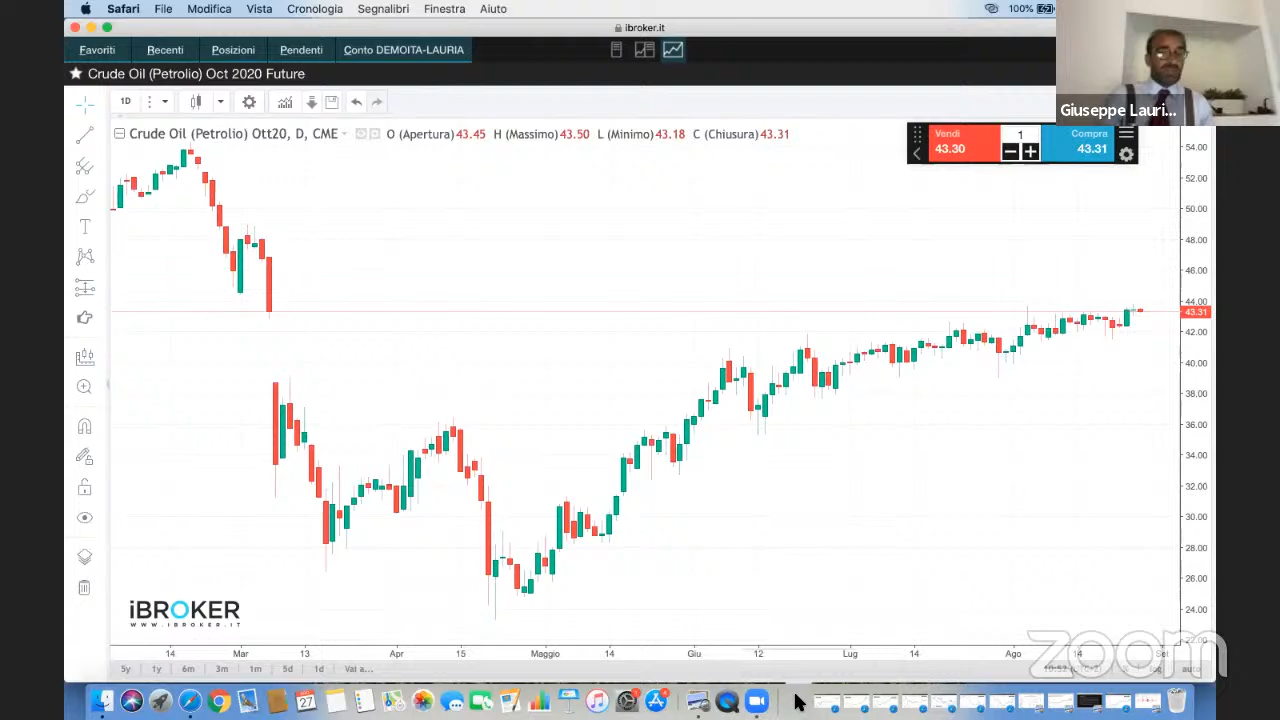 Safari File Modifica Vista Cronologia Segnalibri Finestra Aiuto 100%
ibroker.it
Favoriti Recenti Posizioni Pendenti Conto DEMOITA-LAURIA
★ Crude Oil (Petrolio) Oct 2020 Future
1D
Giuseppe Lauri...
Crude Oil (Petrolio) Ott20, D, CME O (Apertura) 43.45 H (Massimo) 43.50 L (Minimo) 43.18 C (Chiusura) 43.31
Vendi 1 Compra
43.30 43.31
54.00
52.00
50.00
48.00
46.00
44.00
43.31
42.00
40.00
38.00
36.00
34.00
32.00
30.00
28.00
26.00
24.00
22.00
iBROKER
WWW.IBROKER.IT
14 Mar 13 Apr 15 Maggio 14 Giu 12 Lug 14 Ago 14 Set
5y 1y 6m 3m 1m 5d 1d Vai a... auto
zoom
27